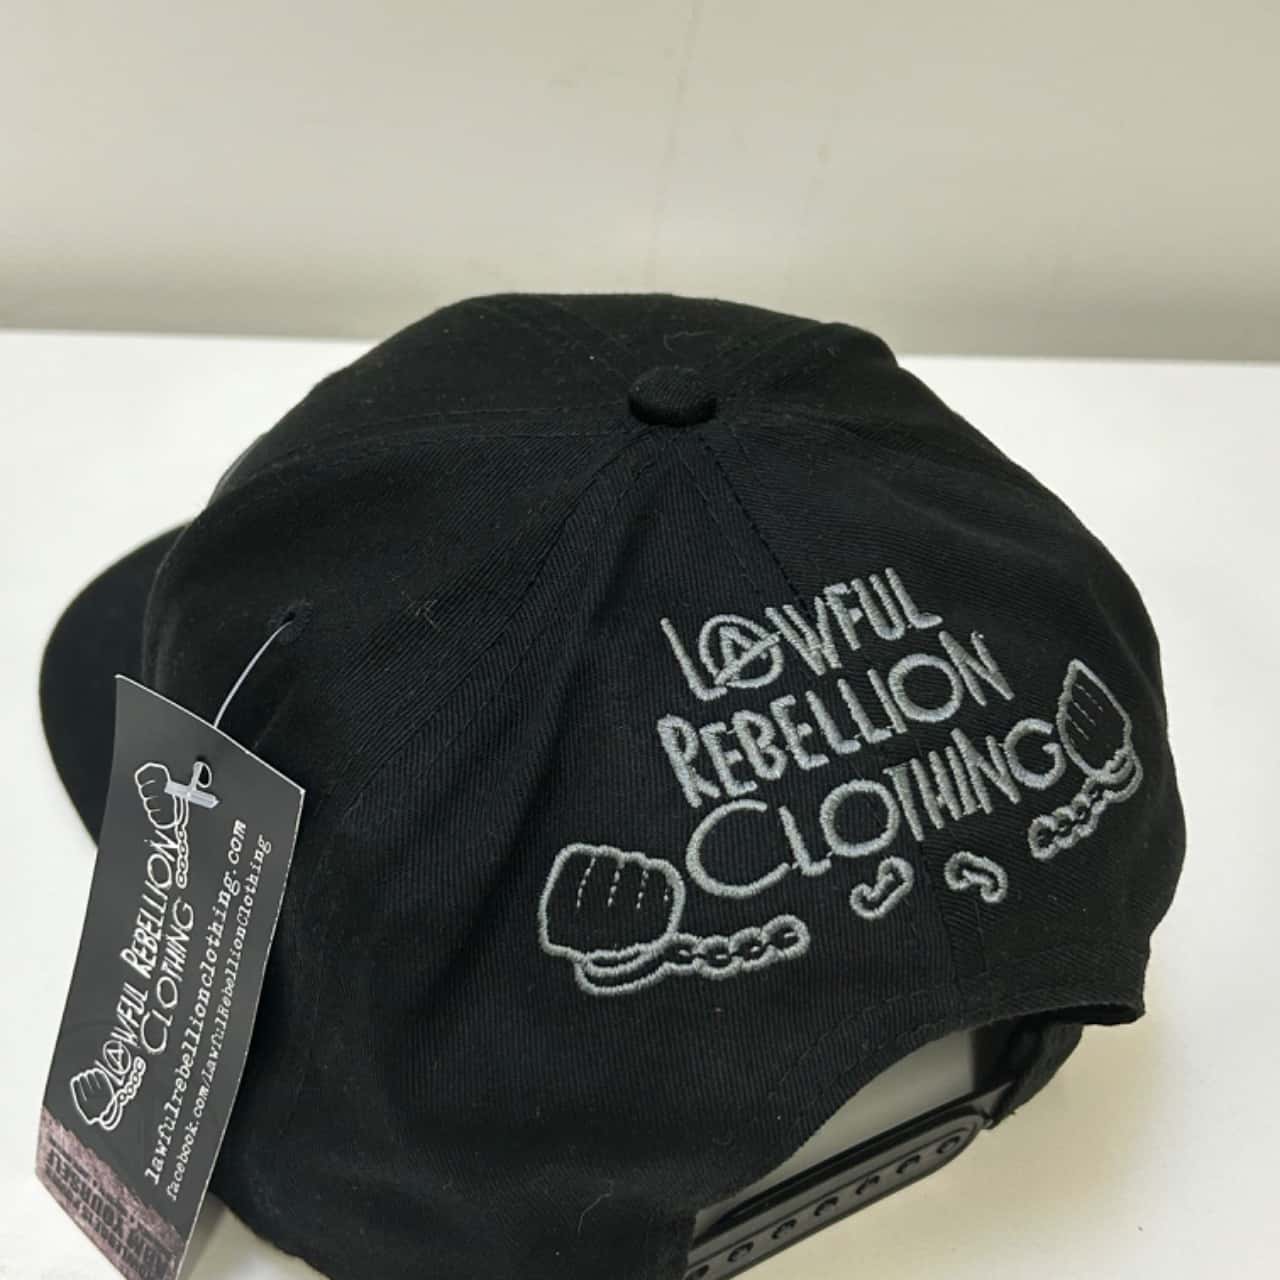 LAWFUL
REBELLION
CLOTHING
LAWFUL REBELLION
CLOTHING
lawfulrebellionclothing.com
facebook.com/lawfulRebellionClothing